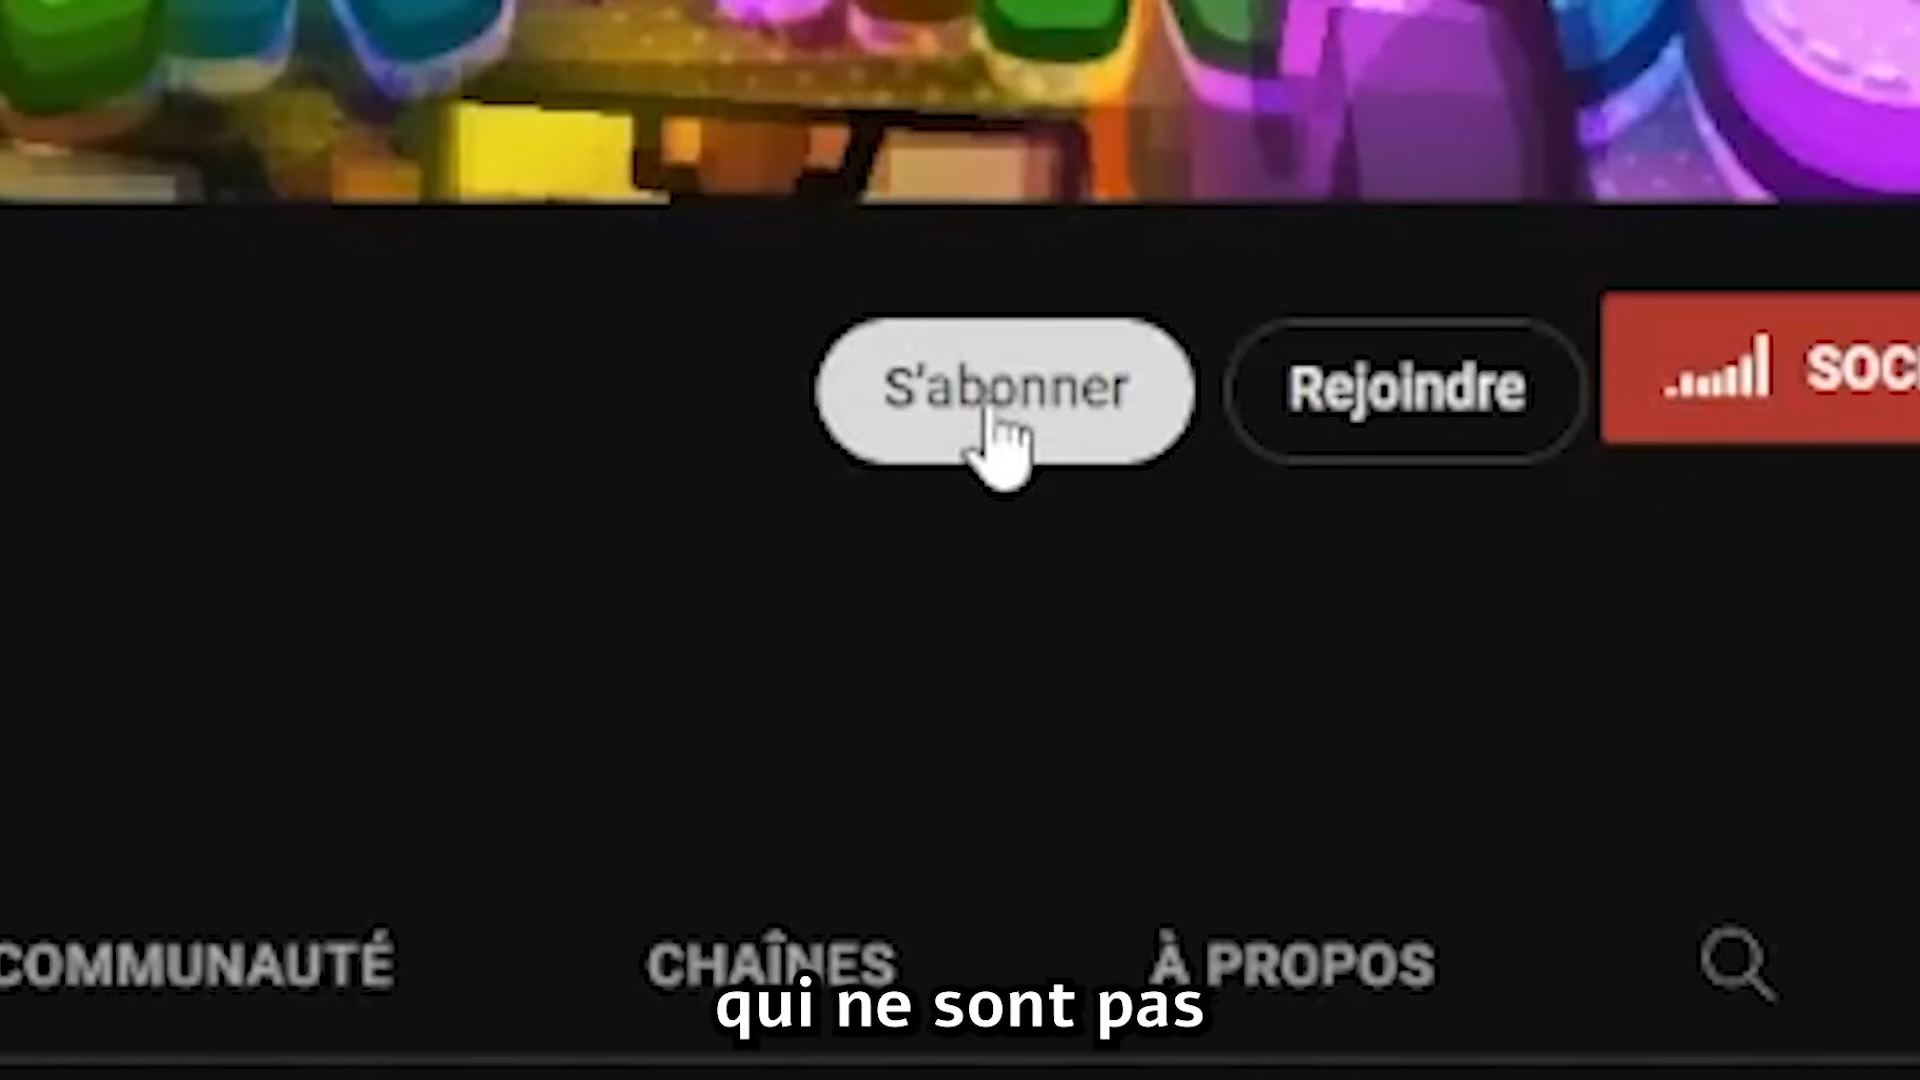 S'abonner
Rejoindre
COMMUNAUTÉ
CHAÎNES
À PROPOS
qui ne sont pas